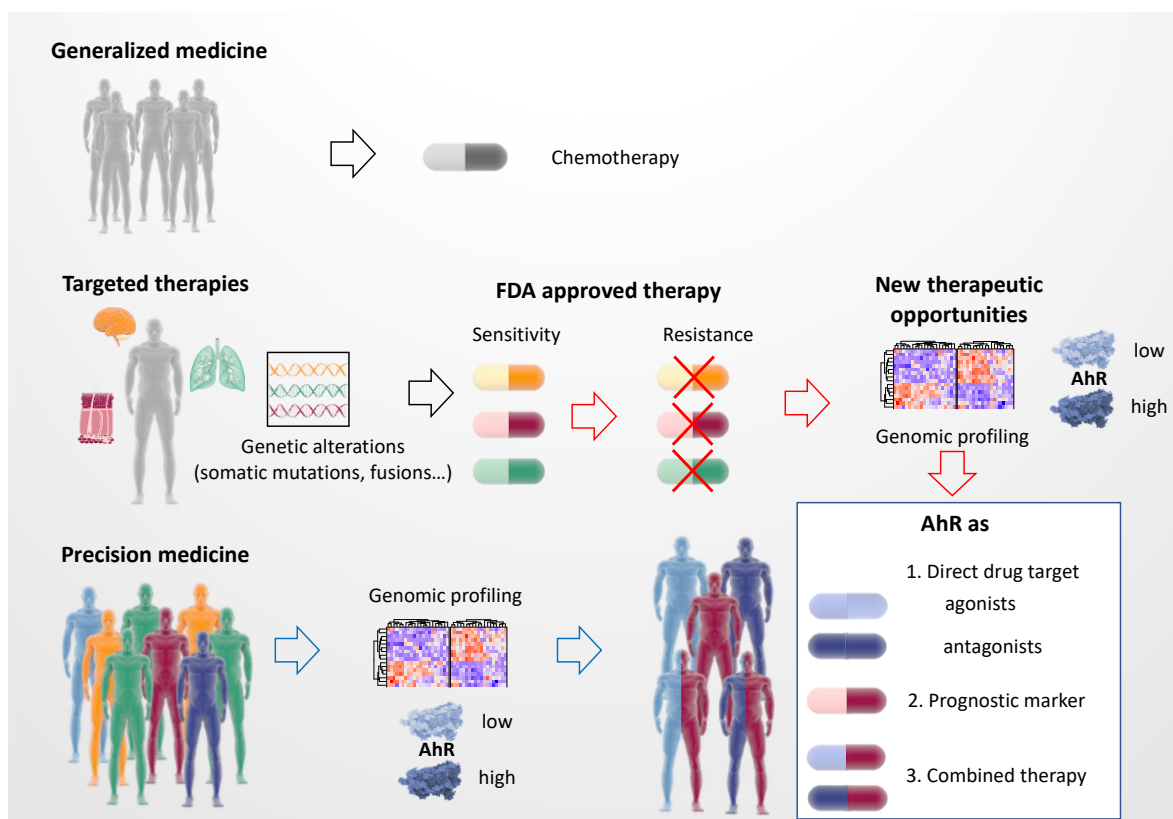 Generalized medicine
Chemotherapy
Targeted therapies
Genetic alterations
(somatic mutations, fusions...)
FDA approved therapy
Sensitivity
Resistance
New therapeutic
opportunities
low
AhR
high
Genomic profiling
Precision medicine
Genomic profiling
low
AhR
high
AhR as
1. Direct drug target
agonists
antagonists
2. Prognostic marker
3. Combined therapy